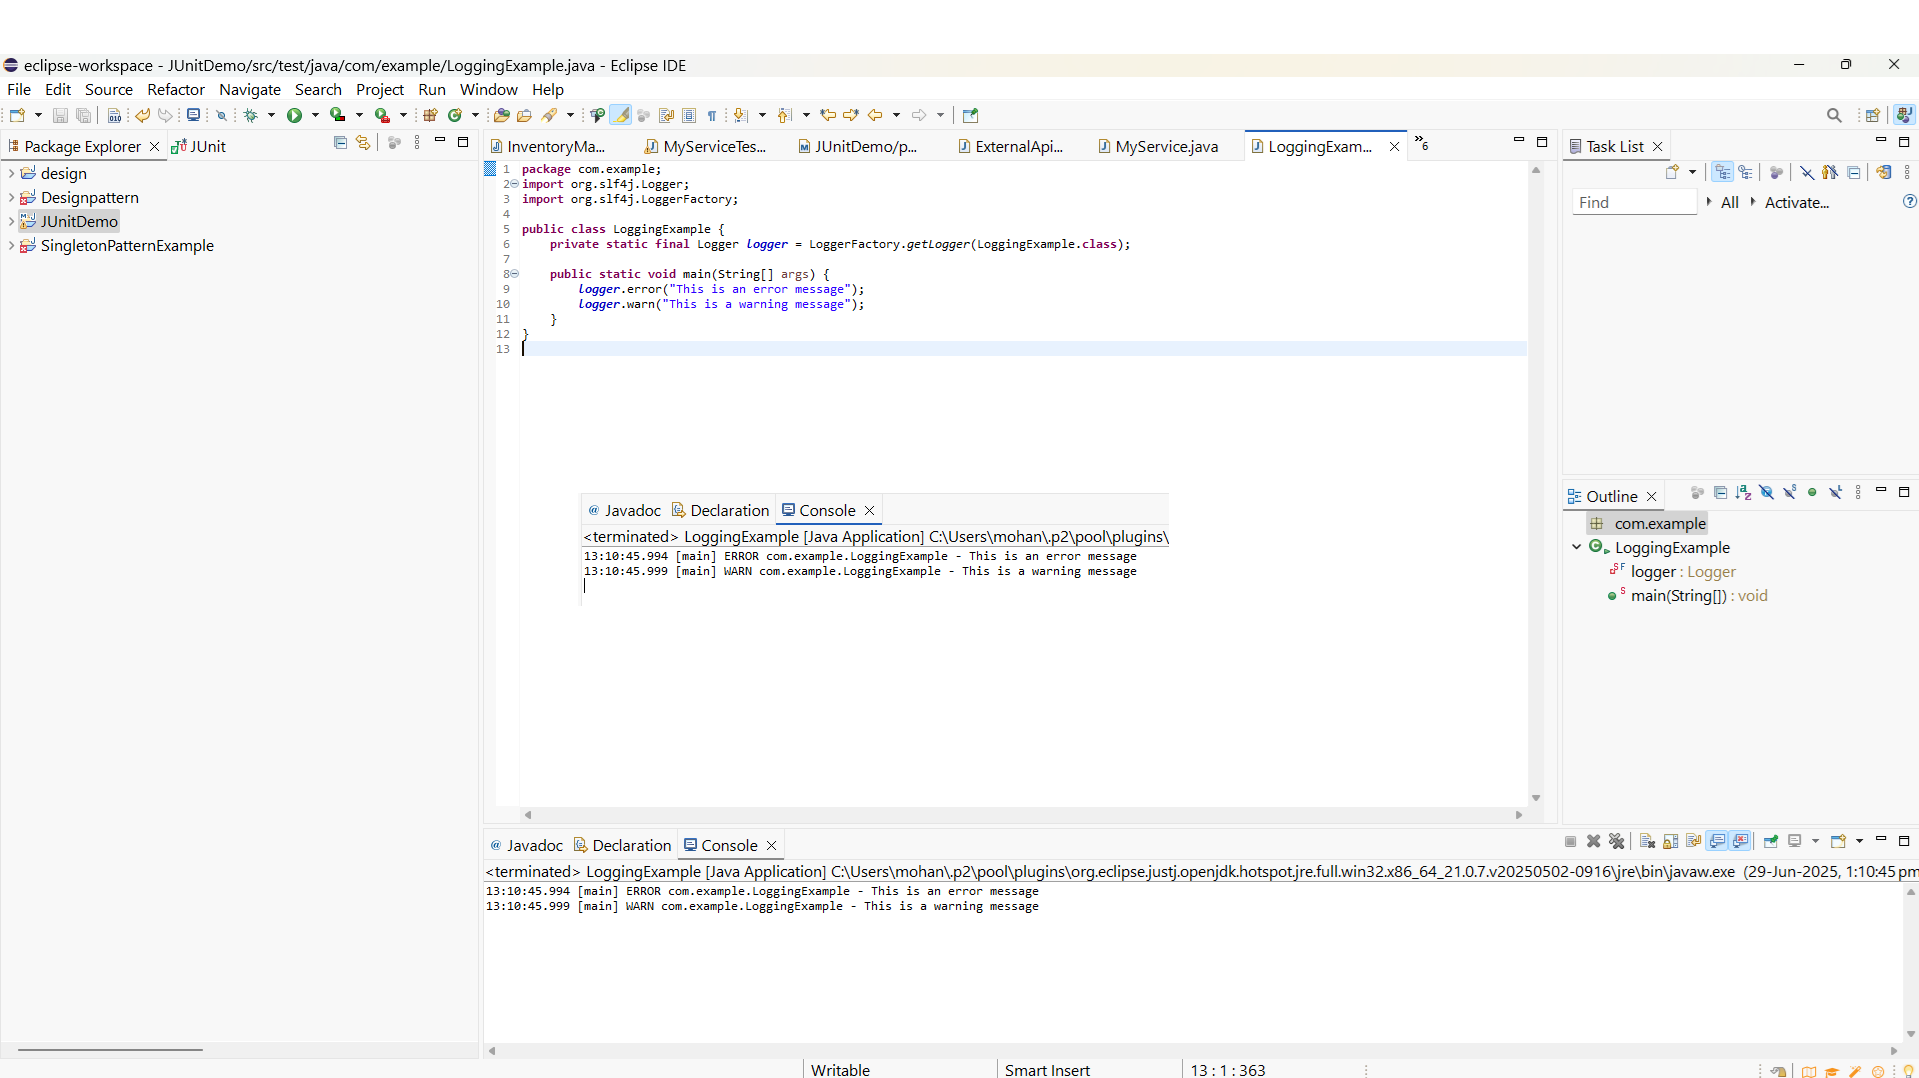 eclipse-workspace - JUnitDemo/src/test/java/com/example/LoggingExample.java - Eclipse IDE
File Edit Source Refactor Navigate Search Project Run Window Help
Package Explorer
JUnit
design
Designpattern
JUnitDemo
SingletonPatternExample
InventoryMa... MyServiceTes... JUnitDemo/p... ExternalApi... MyService.java LoggingExam... »6
1 package com.example;
2 import org.slf4j.Logger;
3 import org.slf4j.LoggerFactory;
4
5 public class LoggingExample {
6 private static final Logger logger = LoggerFactory.getLogger(LoggingExample.class);
7
8 public static void main(String[] args) {
9 logger.error("This is an error message");
10 logger.warn("This is a warning message");
11 }
12 }
13
@ Javadoc Declaration Console
<terminated> LoggingExample [Java Application] C:\Users\mohan\.p2\pool\plugins\
13:10:45.994 [main] ERROR com.example.LoggingExample - This is an error message
13:10:45.999 [main] WARN com.example.LoggingExample - This is a warning message
Task List
Find All Activate...
Outline
com.example
LoggingExample
logger : Logger
main(String[]) : void
@ Javadoc Declaration Console
<terminated> LoggingExample [Java Application] C:\Users\mohan\.p2\pool\plugins\org.eclipse.justj.openjdk.hotspot.jre.full.win32.x86_64_21.0.7.v20250502-0916\jre\bin\javaw.exe (29-Jun-2025, 1:10:45 pm
13:10:45.994 [main] ERROR com.example.LoggingExample - This is an error message
13:10:45.999 [main] WARN com.example.LoggingExample - This is a warning message
Writable Smart Insert 13 : 1 : 363